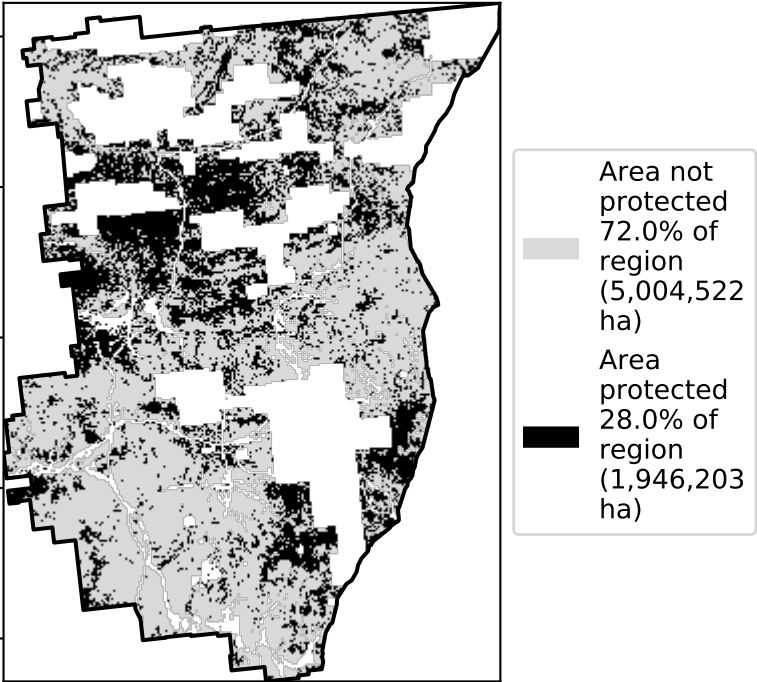 Area not
protected
72.0% of
region
(5,004,522
ha)
Area
protected
28.0% of
region
(1,946,203
ha)